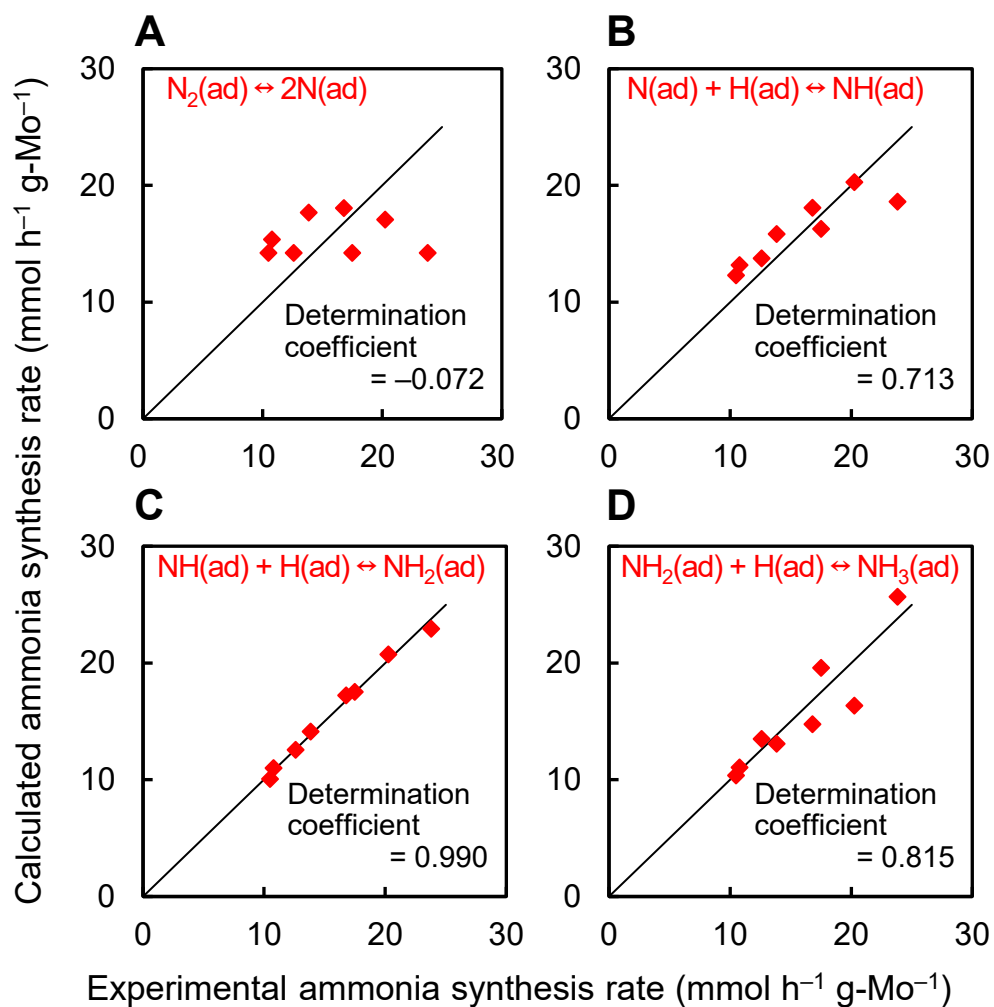 Calculated ammonia synthesis rate (mmol h⁻¹ g-Mo⁻¹)
A
N₂(ad) ↔ 2N(ad)
30
20
10
0
Determination
coefficient
= –0.072
0 10 20 30
B
N(ad) + H(ad) ↔ NH(ad)
30
20
10
0
Determination
coefficient
= 0.713
0 10 20 30
C
NH(ad) + H(ad) ↔ NH₂(ad)
30
20
10
0
Determination
coefficient
= 0.990
0 10 20 30
D
NH₂(ad) + H(ad) ↔ NH₃(ad)
30
20
10
0
Determination
coefficient
= 0.815
0 10 20 30
Experimental ammonia synthesis rate (mmol h⁻¹ g-Mo⁻¹)